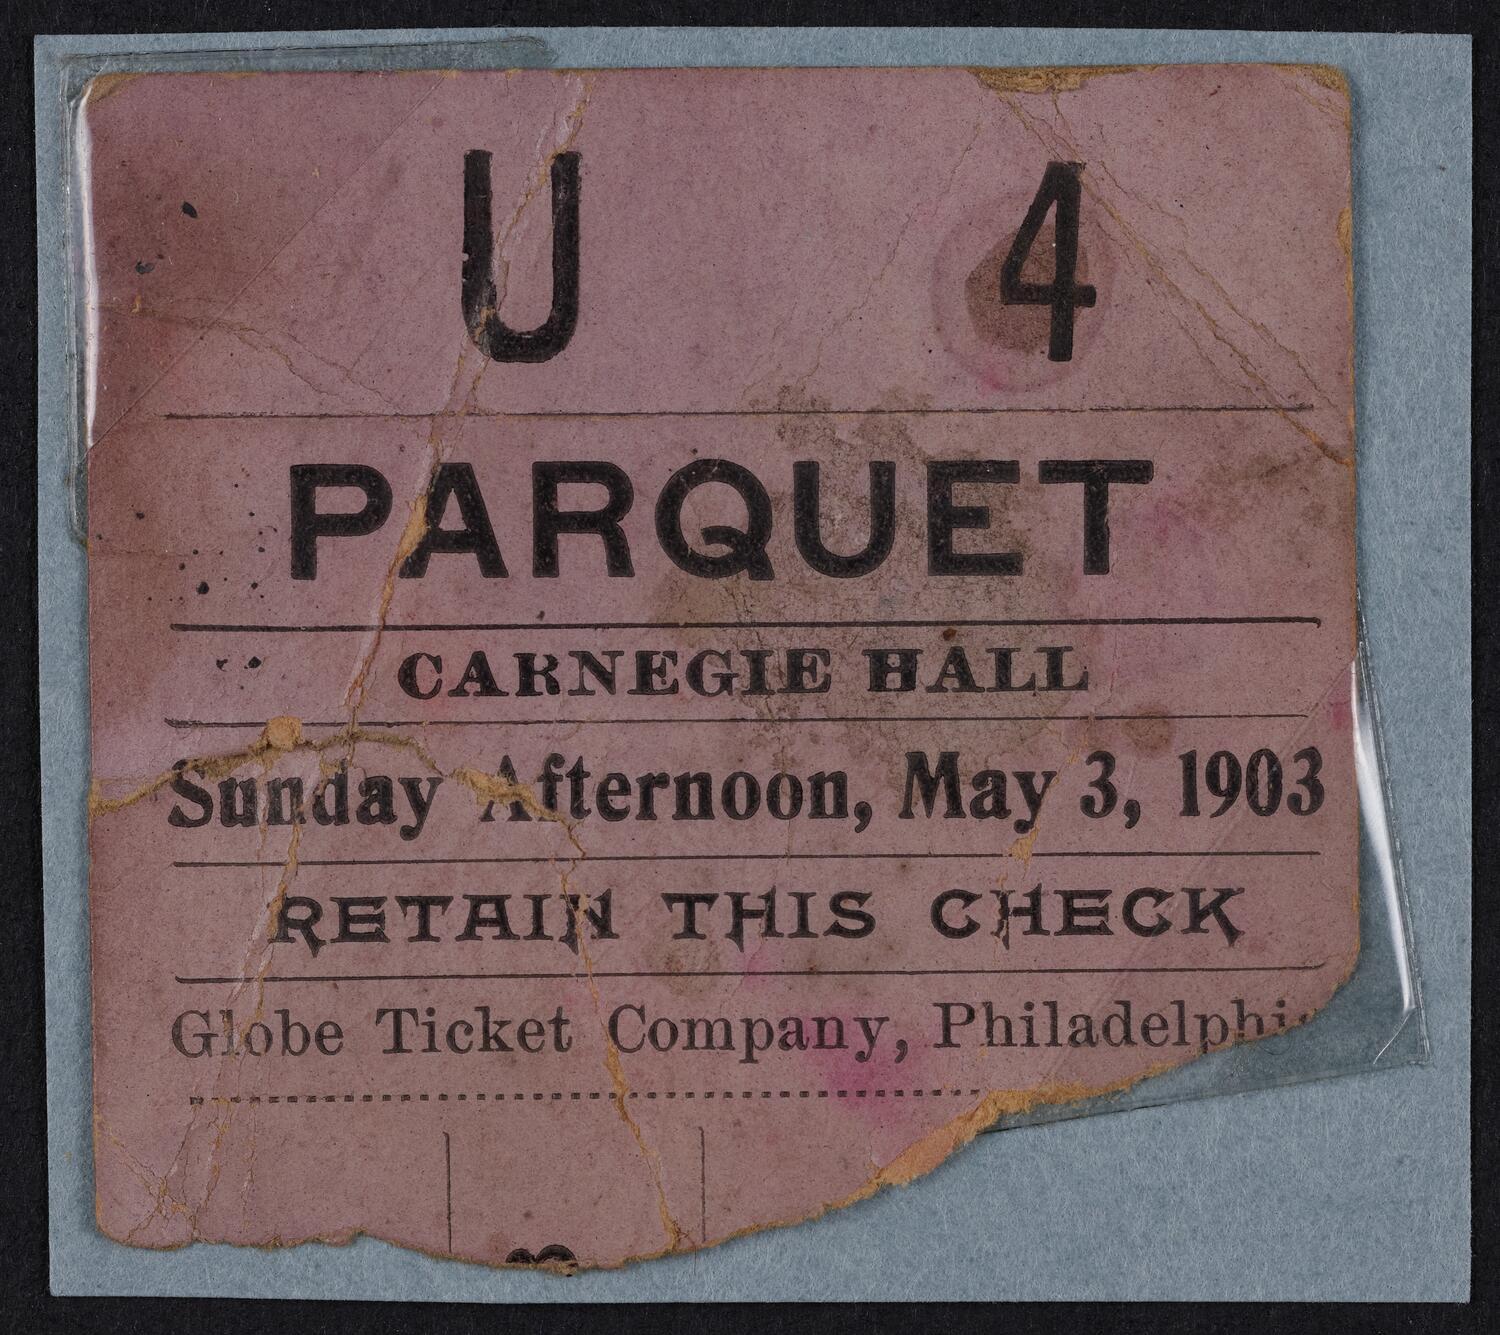 U 4
PARQUET
CARNEGIE HALL
Sunday Afternoon, May 3, 1903
RETAIN THIS CHECK
Globe Ticket Company, Philadelphi